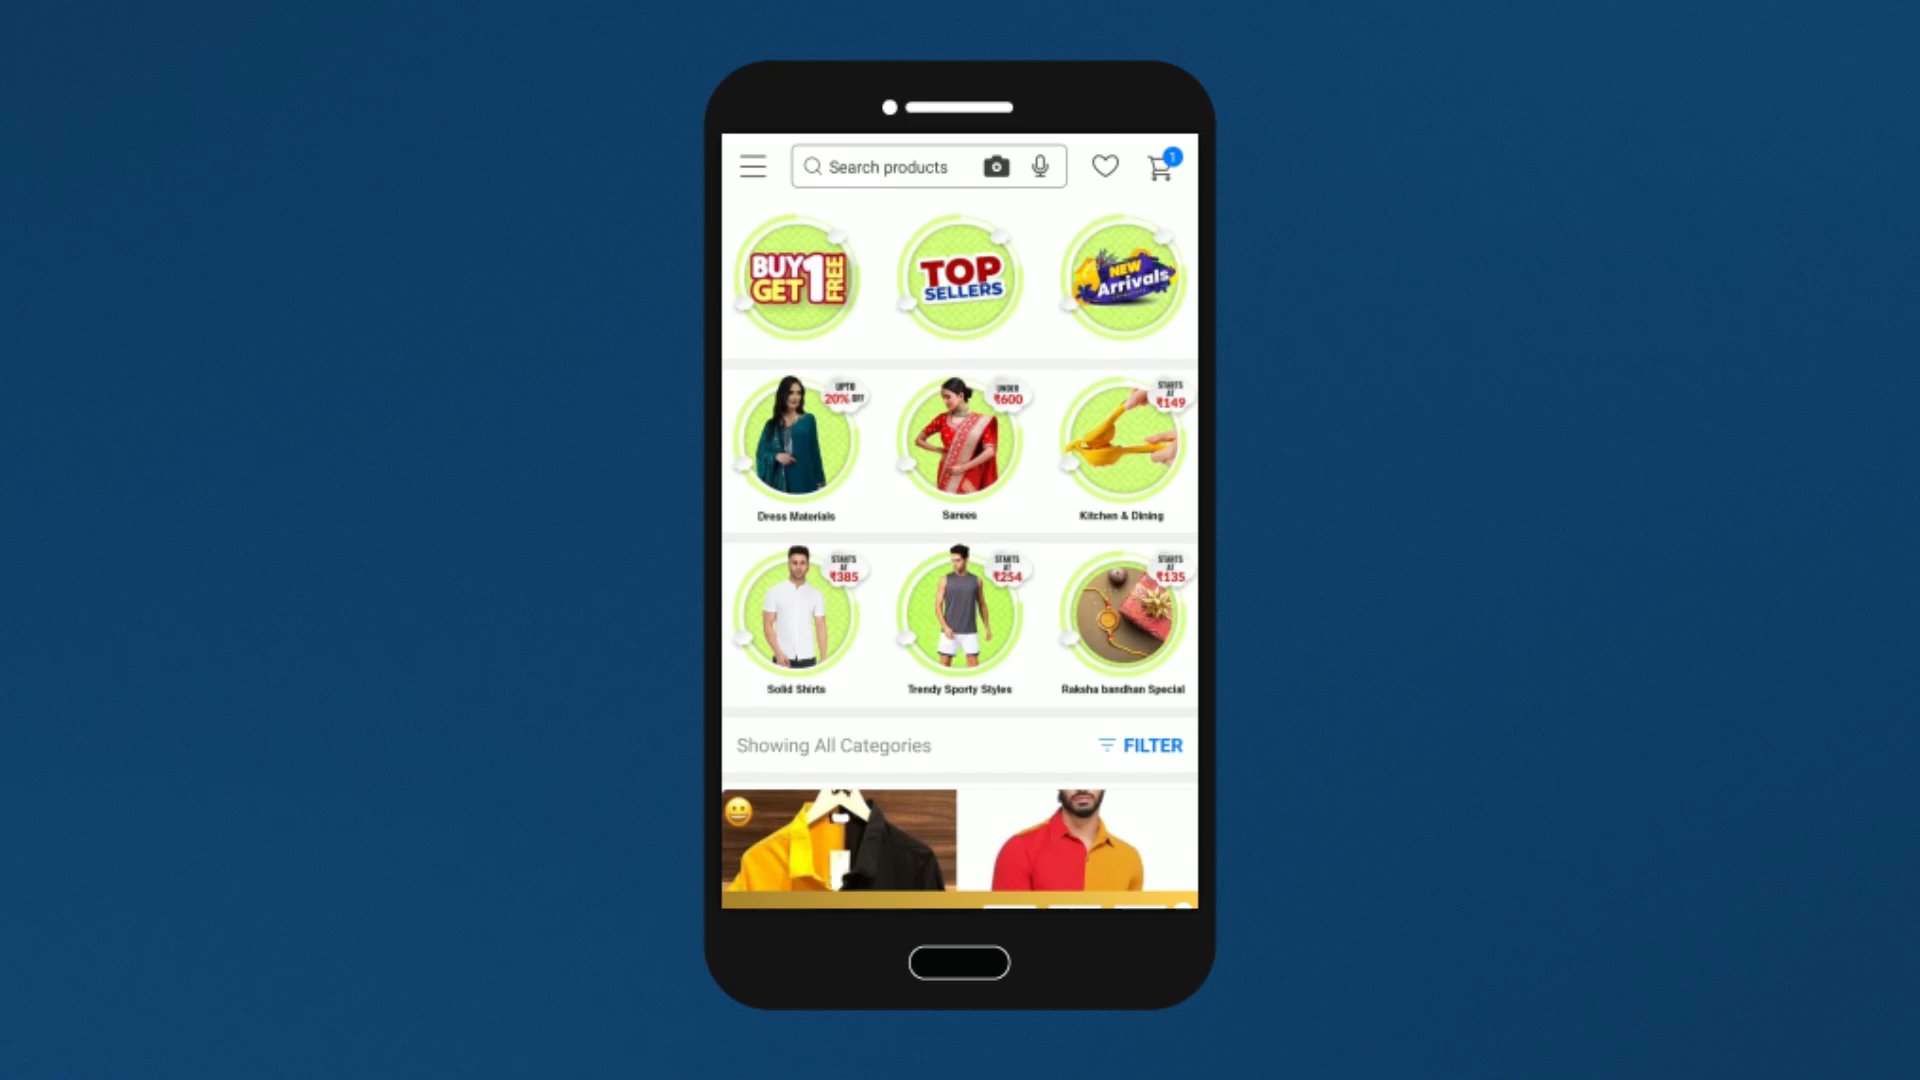 Search products
1
BUY 1 FREE
GET
TOP
SELLERS
NEW
Arrivals
UPTO
20% OFF
UNDER
₹600
STARTS
AT
₹149
Dress Materials
Sarees
Kitchen & Dining
STARTS
AT
₹385
STARTS
AT
₹254
STARTS
AT
₹135
Solid Shirts
Trendy Sporty Styles
Raksha bandhan Special
Showing All Categories
FILTER